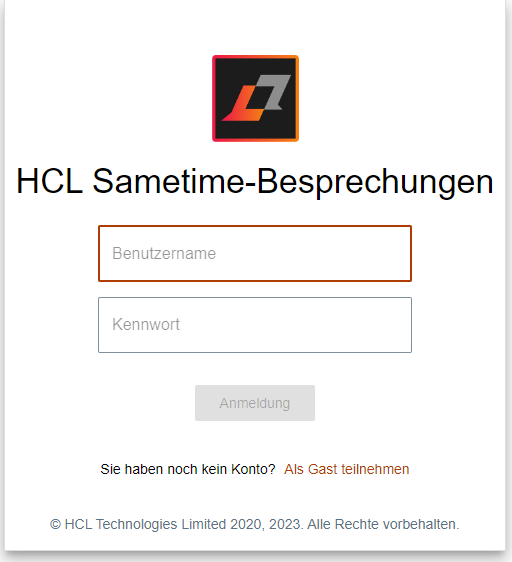 HCL Sametime-Besprechungen
Benutzername
Kennwort
Anmeldung
Sie haben noch kein Konto? Als Gast teilnehmen
© HCL Technologies Limited 2020, 2023. Alle Rechte vorbehalten.